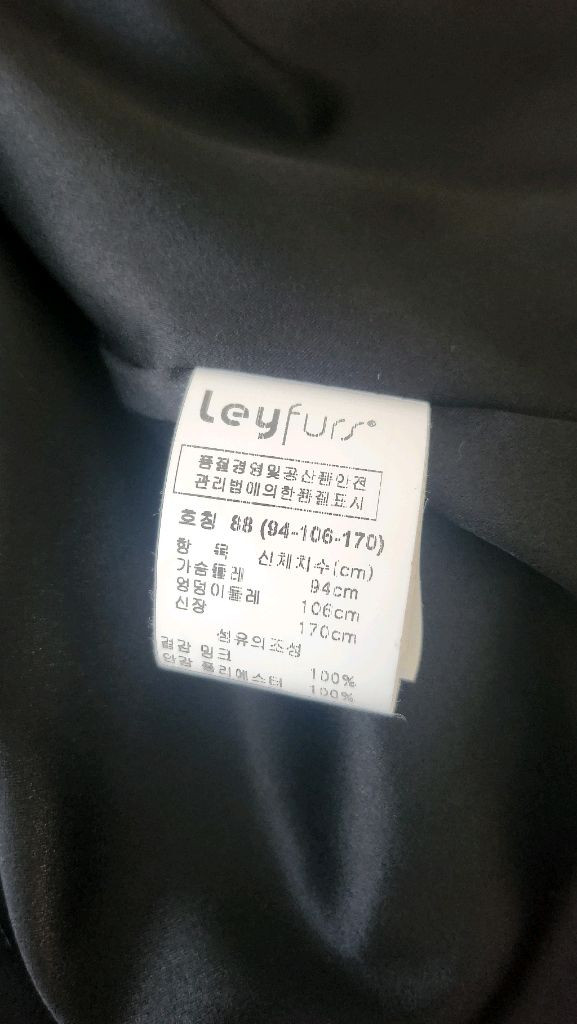 Leyfurs®
품질경영및공산품안전
관리법에의한품질표시
호칭 88 (94-106-170)
항 목 신체치수(cm)
가슴둘레 94cm
엉덩이둘레 106cm
신장 170cm
섬유의조성
겉감 밍크 100%
안감 폴리에스터 100%